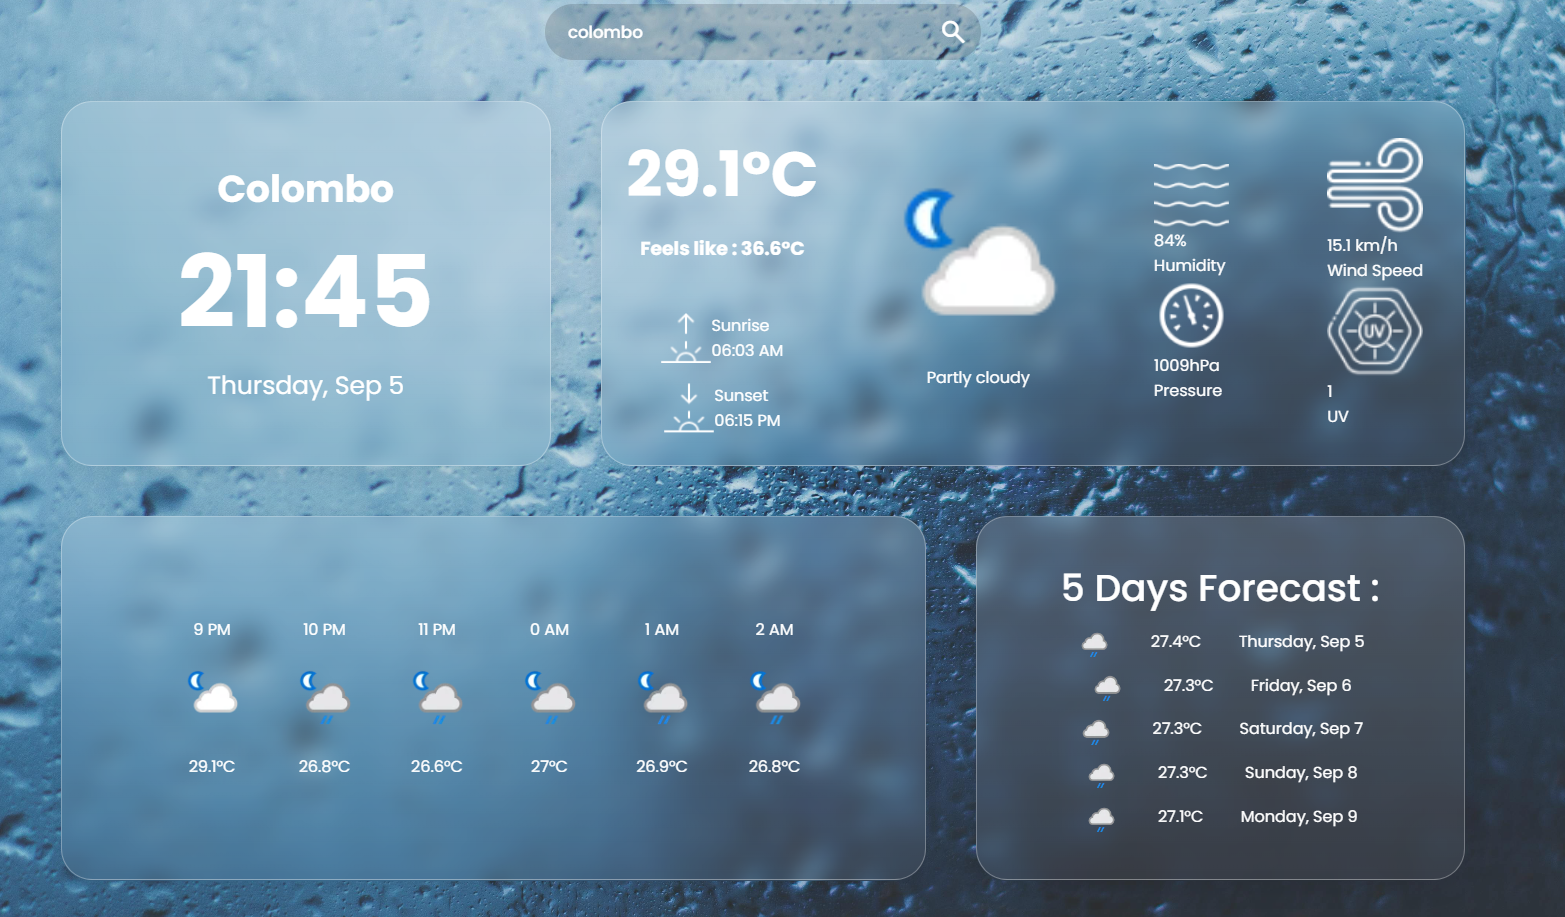 colombo
Colombo
21:45
Thursday, Sep 5
29.1°C
Feels like : 36.6°C
Sunrise
06:03 AM
Sunset
06:15 PM
Partly cloudy
84%
Humidity
15.1 km/h
Wind Speed
1009hPa
Pressure
UV
1
UV
9 PM 10 PM 11 PM 0 AM 1 AM 2 AM
29.1°C 26.8°C 26.6°C 27°C 26.9°C 26.8°C
5 Days Forecast :
27.4°C Thursday, Sep 5
27.3°C Friday, Sep 6
27.3°C Saturday, Sep 7
27.3°C Sunday, Sep 8
27.1°C Monday, Sep 9